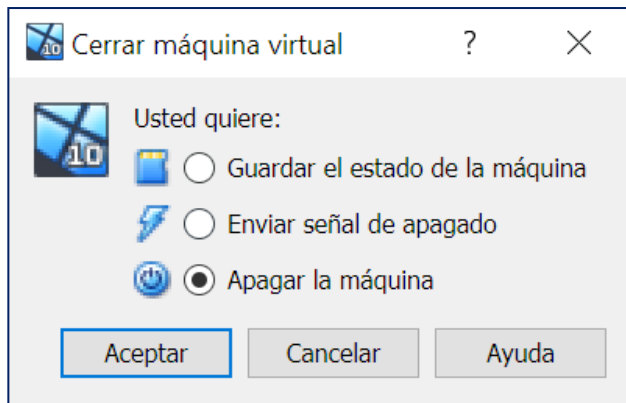 Cerrar máquina virtual ? ×
10
Usted quiere:
Guardar el estado de la máquina
Enviar señal de apagado
Apagar la máquina
Aceptar Cancelar Ayuda